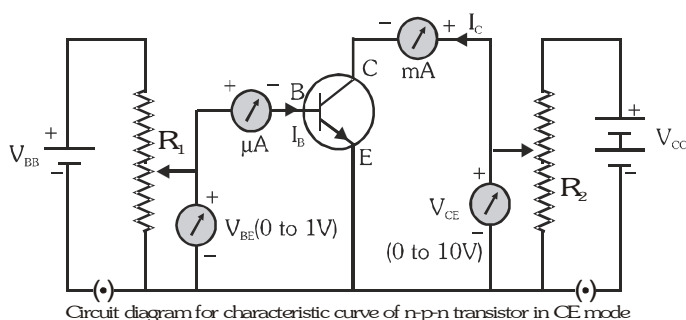 − + I_C
mA
C
+ − B
I_B
µA
E
+ V_BB −
R_1
+ V_BE (0 to 1V) −
+ V_CE −
(0 to 10V)
R_2
+ V_CC −
Circuit diagram for characteristic curve of n-p-n transistor in CE mode